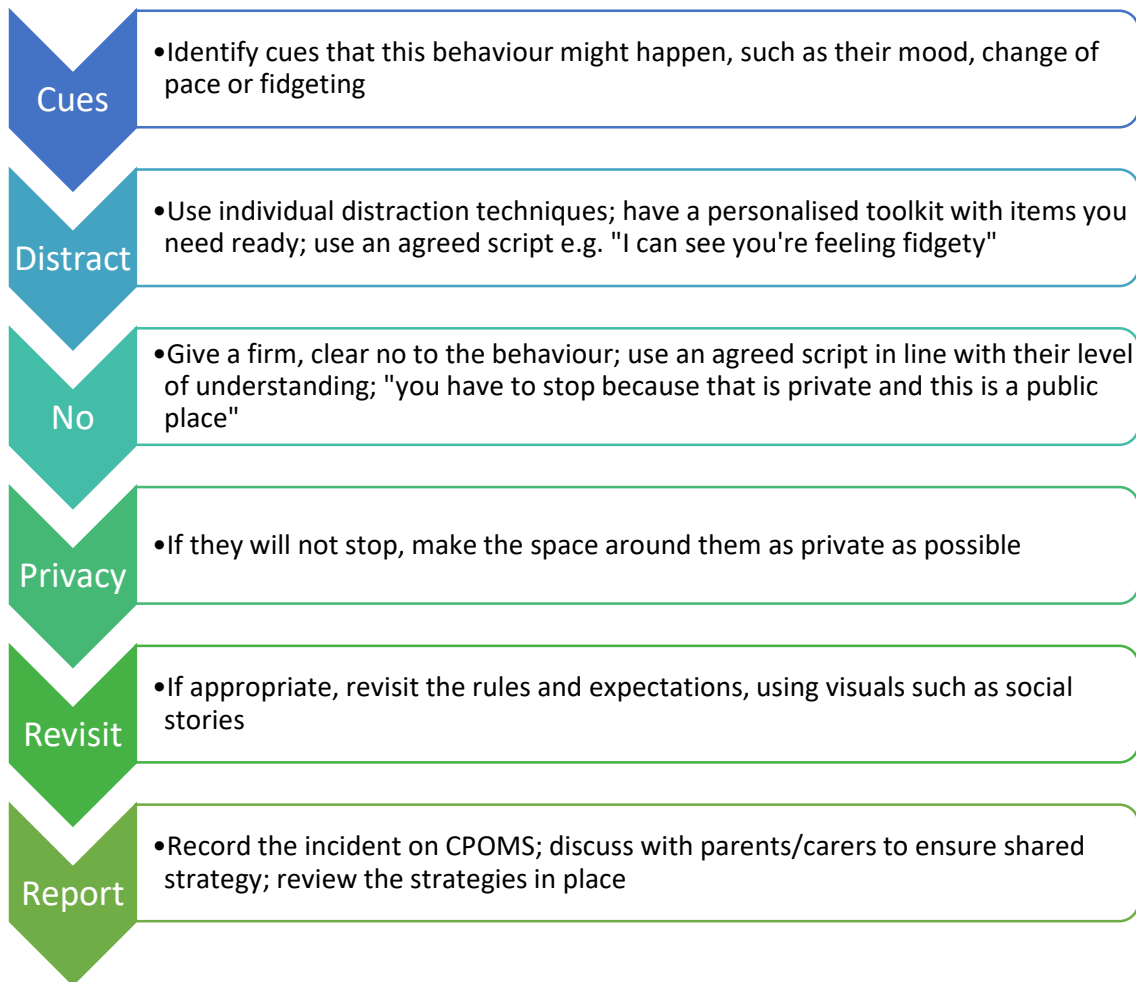 Cues
•Identify cues that this behaviour might happen, such as their mood, change of
pace or fidgeting
Distract
•Use individual distraction techniques; have a personalised toolkit with items you
need ready; use an agreed script e.g. "I can see you're feeling fidgety"
No
•Give a firm, clear no to the behaviour; use an agreed script in line with their level
of understanding; "you have to stop because that is private and this is a public
place"
Privacy
•If they will not stop, make the space around them as private as possible
Revisit
•If appropriate, revisit the rules and expectations, using visuals such as social
stories
Report
•Record the incident on CPOMS; discuss with parents/carers to ensure shared
strategy; review the strategies in place